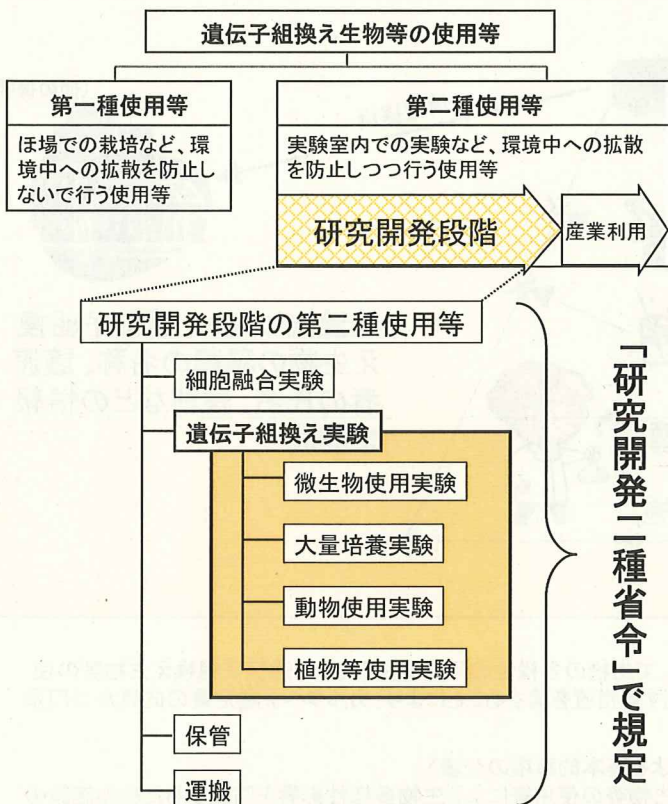 遺伝子組換え生物等の使用等
第一種使用等
ほ場での栽培など、環
境中への拡散を防止し
ないで行う使用等
第二種使用等
実験室内での実験など、環境中への拡散
を防止しつつ行う使用等
研究開発段階
産業利用
研究開発段階の第二種使用等
細胞融合実験
遺伝子組換え実験
微生物使用実験
大量培養実験
動物使用実験
植物等使用実験
保管
運搬
「研究開発二種省令」で規定